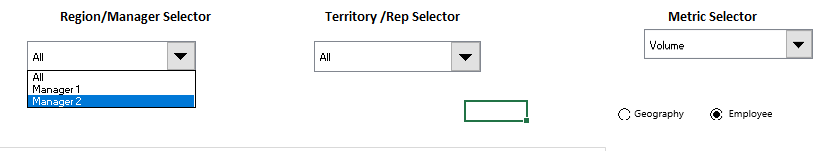 Region/Manager Selector
Territory /Rep Selector
Metric Selector
All
All
Volume
All
Manager 1
Manager 2
Geography
Employee